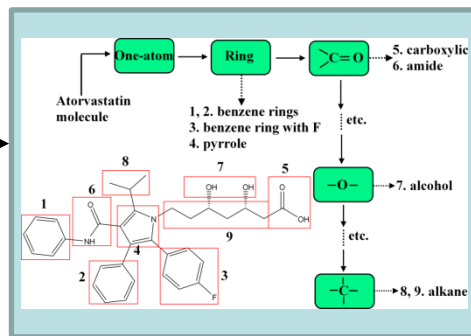 One-atom
Ring
C=O
5. carboxylic
6. amide
Atorvastatin
molecule
1, 2. benzene rings
3. benzene ring with F
4. pyrrole
etc.
-O-
7. alcohol
etc.
-C-
8, 9. alkane
8
7
5
6
1
OH
OH
O
OH
O
N
NH
4
9
2
3
F